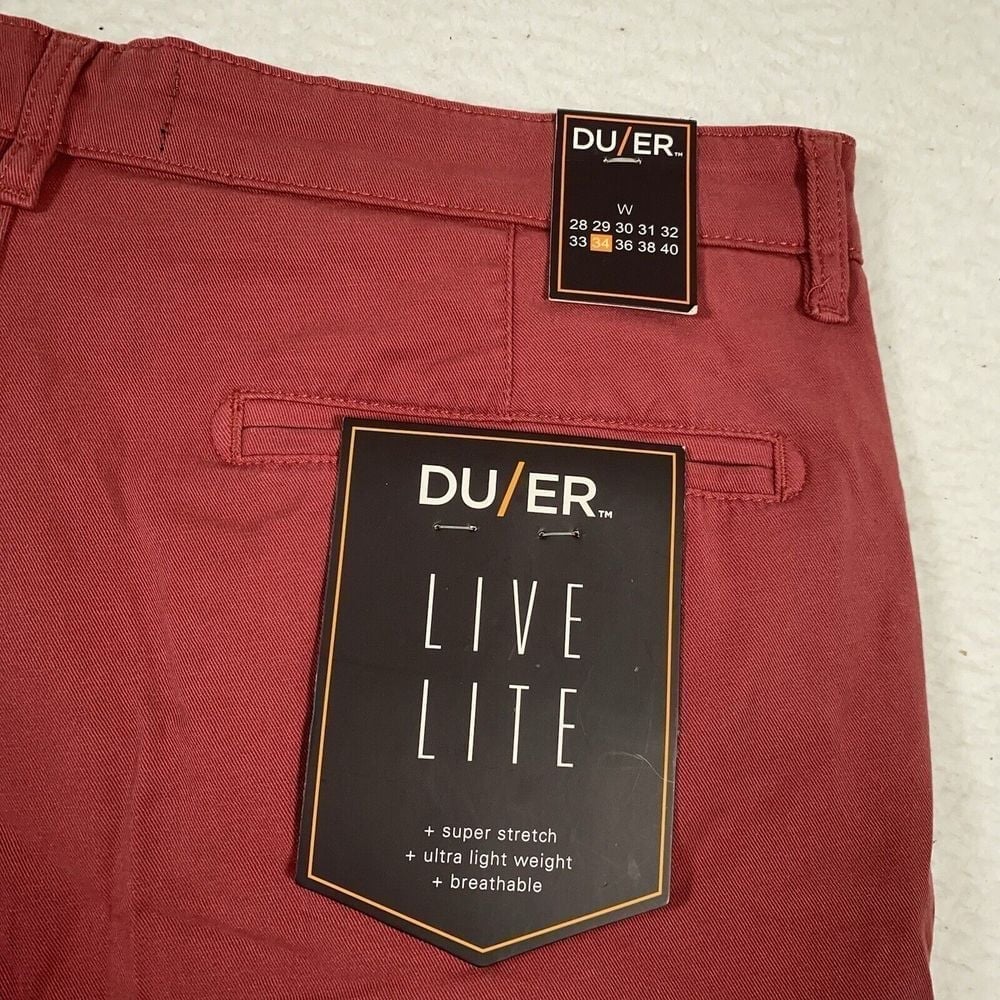 DU/ER™
W
28 29 30 31 32
33 34 36 38 40
DU/ER™
LIVE
LITE
+ super stretch
+ ultra light weight
+ breathable